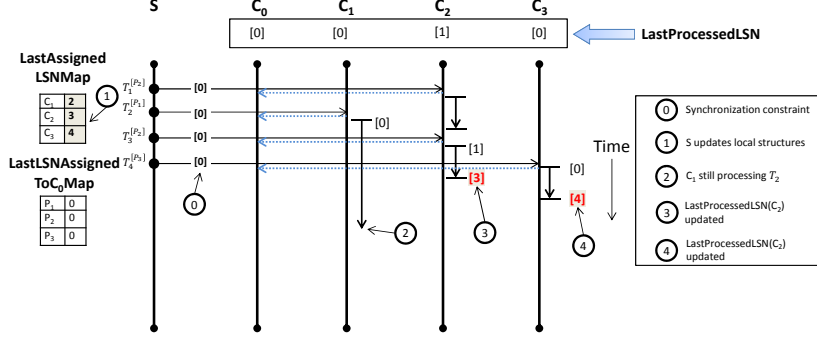 S C₀ C₁ C₂ C₃
[0] [0] [1] [0]
LastProcessedLSN
LastAssigned
LSNMap
C₁ 2
C₂ 3
C₃ 4
1
LastLSNAssigned
ToC₀Map
P₁ 0
P₂ 0
P₃ 0
T₁[P₂] [0]
T₂[P₁] [0]
T₃[P₂] [0]
T₄[P₃] [0]
[0]
[1]
[3]
[0]
[4]
0
2
3
4
Time
0 Synchronization constraint
1 S updates local structures
2 C₁ still processing T₂
3 LastProcessedLSN(C₂)
updated
4 LastProcessedLSN(C₂)
updated